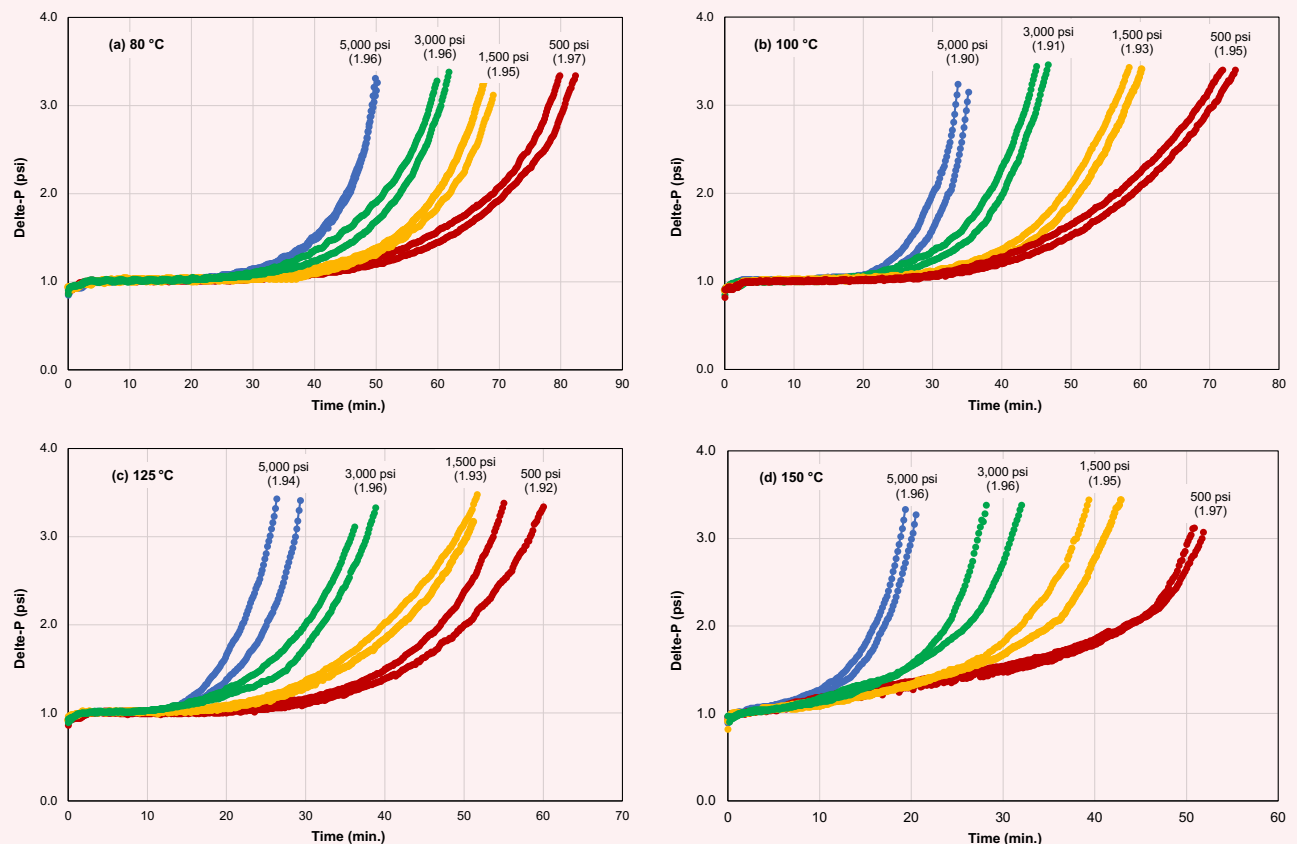 (a) 80 °C
5,000 psi
(1.96)
3,000 psi
(1.96)
1,500 psi
(1.95)
500 psi
(1.97)
4.0
3.0
2.0
1.0
0.0
Delte-P (psi)
0 10 20 30 40 50 60 70 80 90
Time (min.)
(b) 100 °C
5,000 psi
(1.90)
3,000 psi
(1.91)
1,500 psi
(1.93)
500 psi
(1.95)
4.0
3.0
2.0
1.0
0.0
Delte-P (psi)
0 10 20 30 40 50 60 70 80
Time (min.)
(c) 125 °C
5,000 psi
(1.94)
3,000 psi
(1.96)
1,500 psi
(1.93)
500 psi
(1.92)
4.0
3.0
2.0
1.0
0.0
Delte-P (psi)
0 10 20 30 40 50 60 70
Time (min.)
(d) 150 °C
5,000 psi
(1.96)
3,000 psi
(1.96)
1,500 psi
(1.95)
500 psi
(1.97)
4.0
3.0
2.0
1.0
0.0
Delte-P (psi)
0 10 20 30 40 50 60
Time (min.)